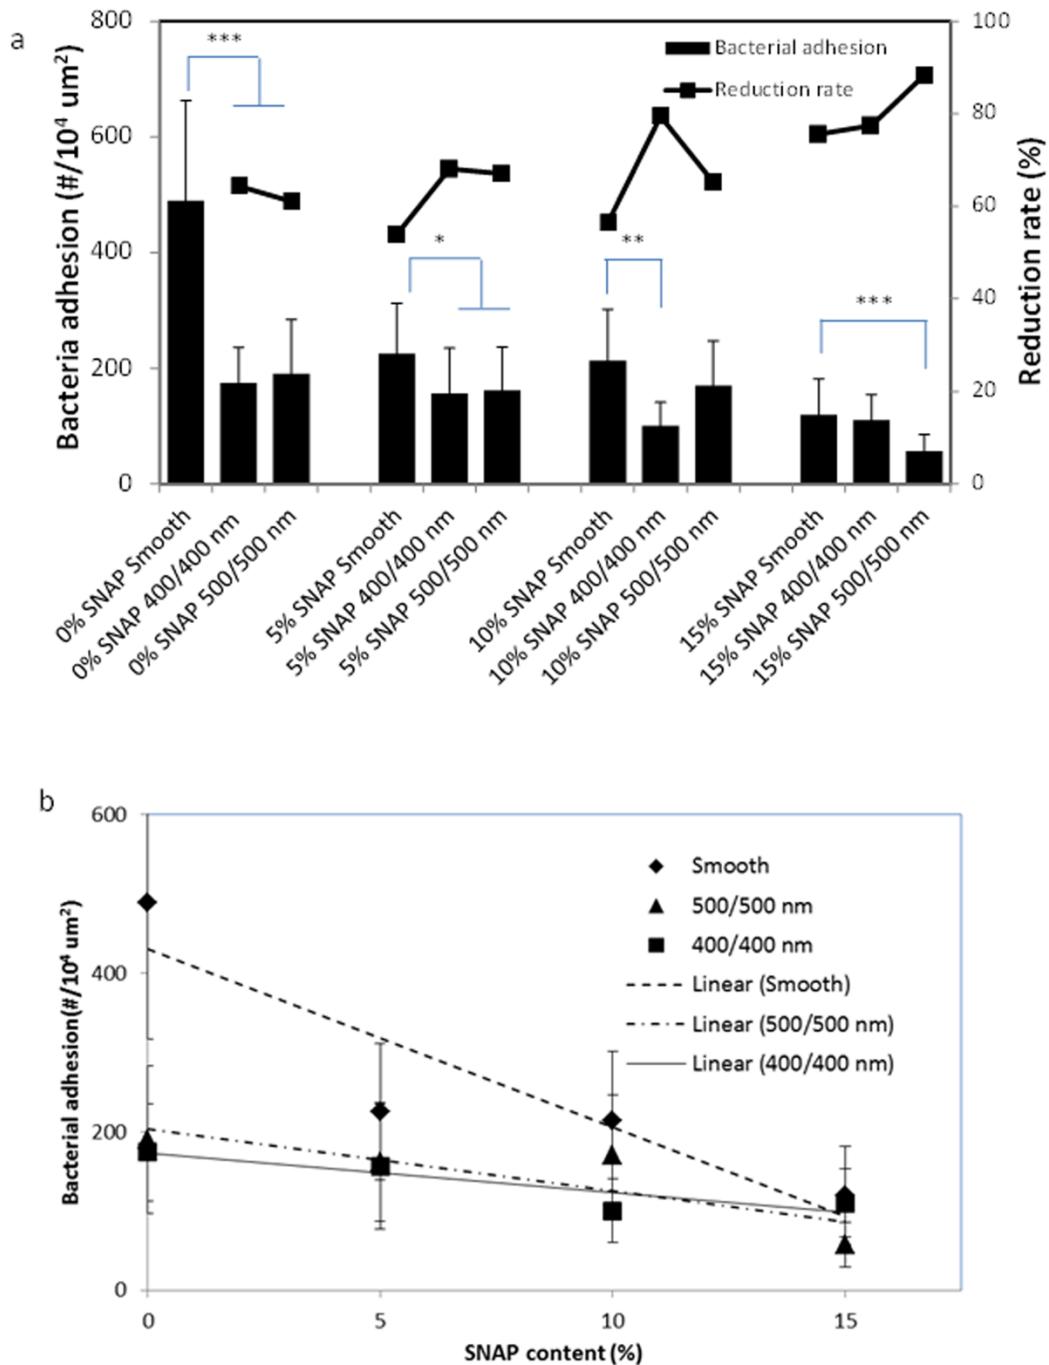 a
Bacteria adhesion (#/10⁴ um²)
800
600
400
200
0
***
*
**
***
Bacterial adhesion
Reduction rate
100
80
60
40
20
0
Reduction rate (%)
0% SNAP Smooth
0% SNAP 400/400 nm
0% SNAP 500/500 nm
5% SNAP Smooth
5% SNAP 400/400 nm
5% SNAP 500/500 nm
10% SNAP Smooth
10% SNAP 400/400 nm
10% SNAP 500/500 nm
15% SNAP Smooth
15% SNAP 400/400 nm
15% SNAP 500/500 nm
b
Bacterial adhesion(#/10⁴ um²)
600
400
200
0
Smooth
500/500 nm
400/400 nm
Linear (Smooth)
Linear (500/500 nm)
Linear (400/400 nm)
0 5 10 15
SNAP content (%)